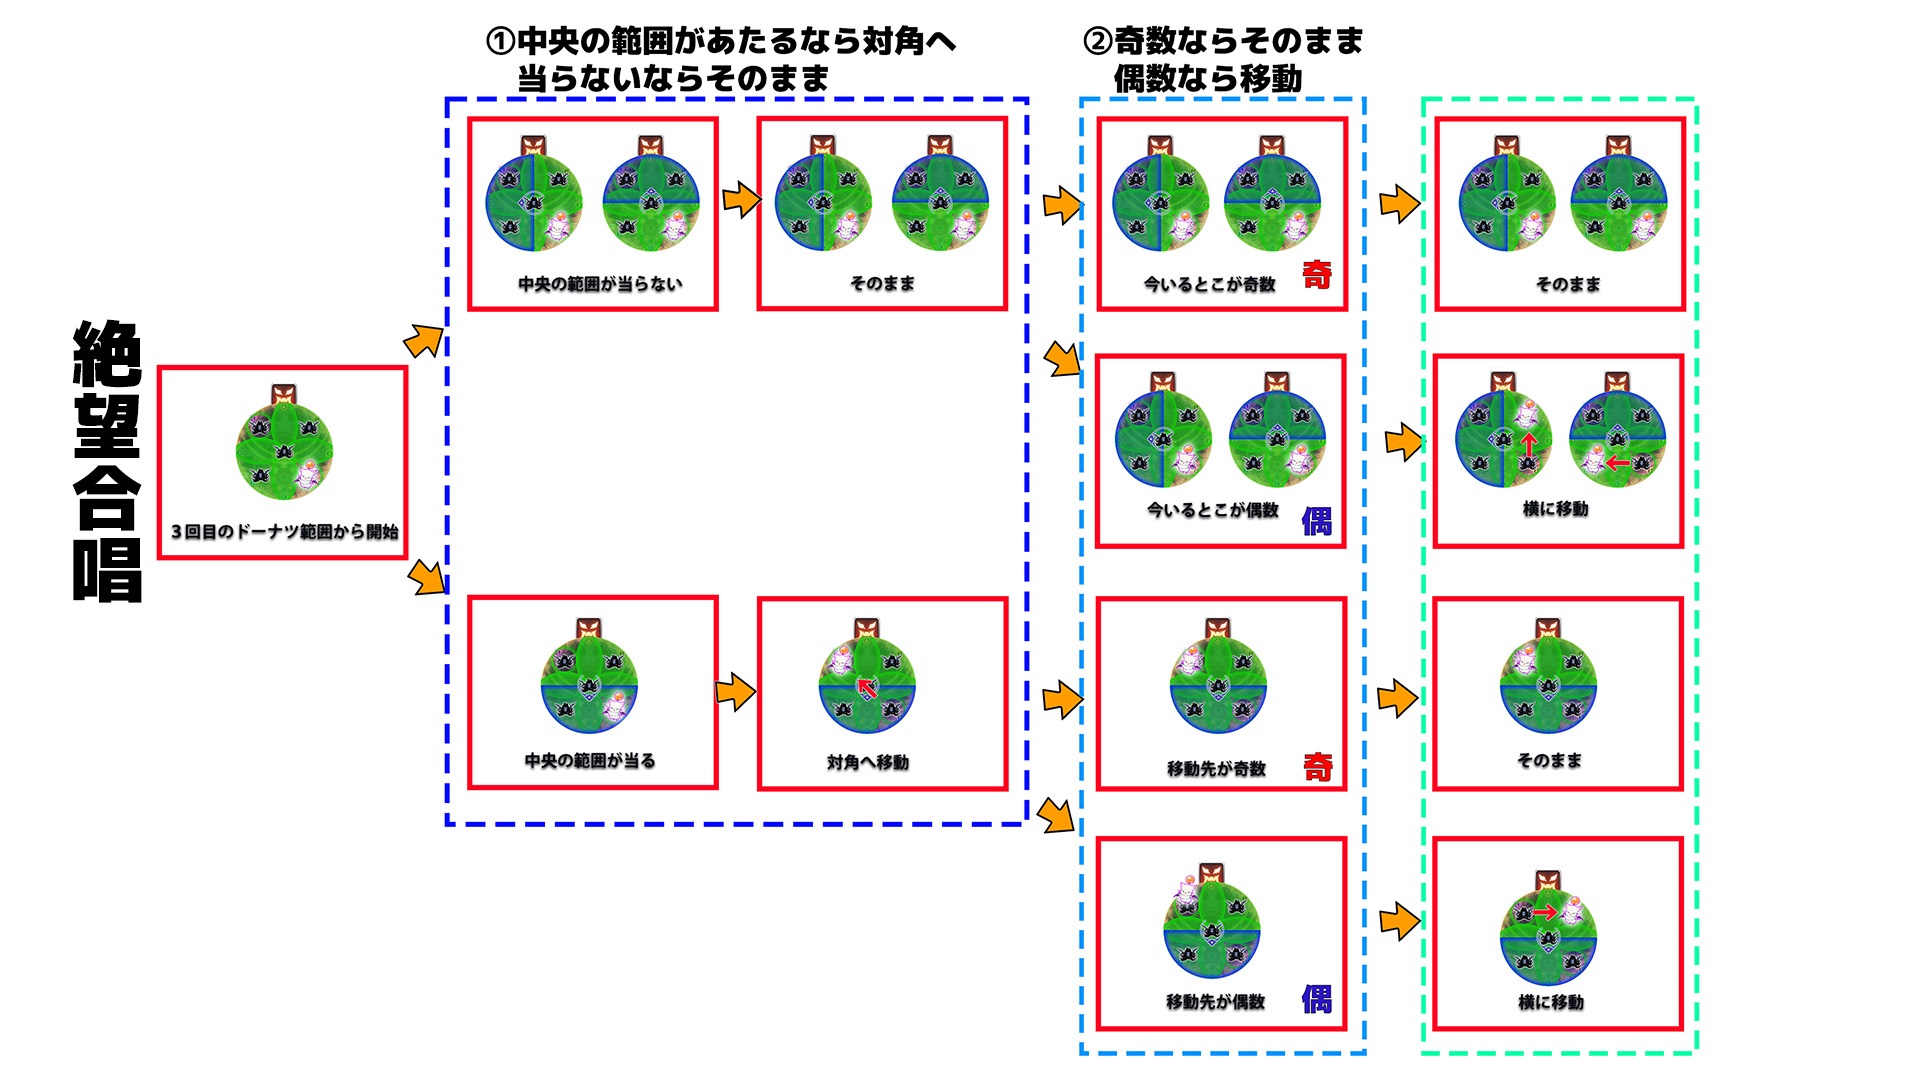 絶望合唱
①中央の範囲があたるなら対角へ
当らないならそのまま
②奇数ならそのまま
偶数なら移動
3回目のドーナツ範囲から開始
中央の範囲が当らない
そのまま
今いるとこが奇数
奇
そのまま
今いるとこが偶数
偶
横に移動
中央の範囲が当る
対角へ移動
移動先が奇数
奇
そのまま
移動先が偶数
偶
横に移動